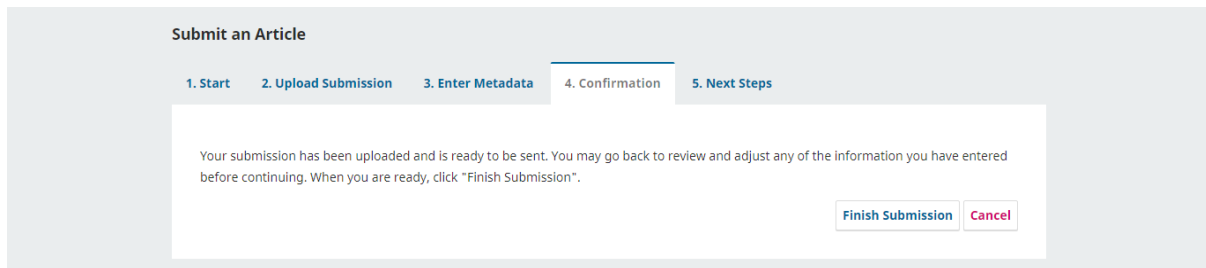 Submit an Article
1. Start 2. Upload Submission 3. Enter Metadata 4. Confirmation 5. Next Steps
Your submission has been uploaded and is ready to be sent. You may go back to review and adjust any of the information you have entered
before continuing. When you are ready, click "Finish Submission".
Finish Submission Cancel